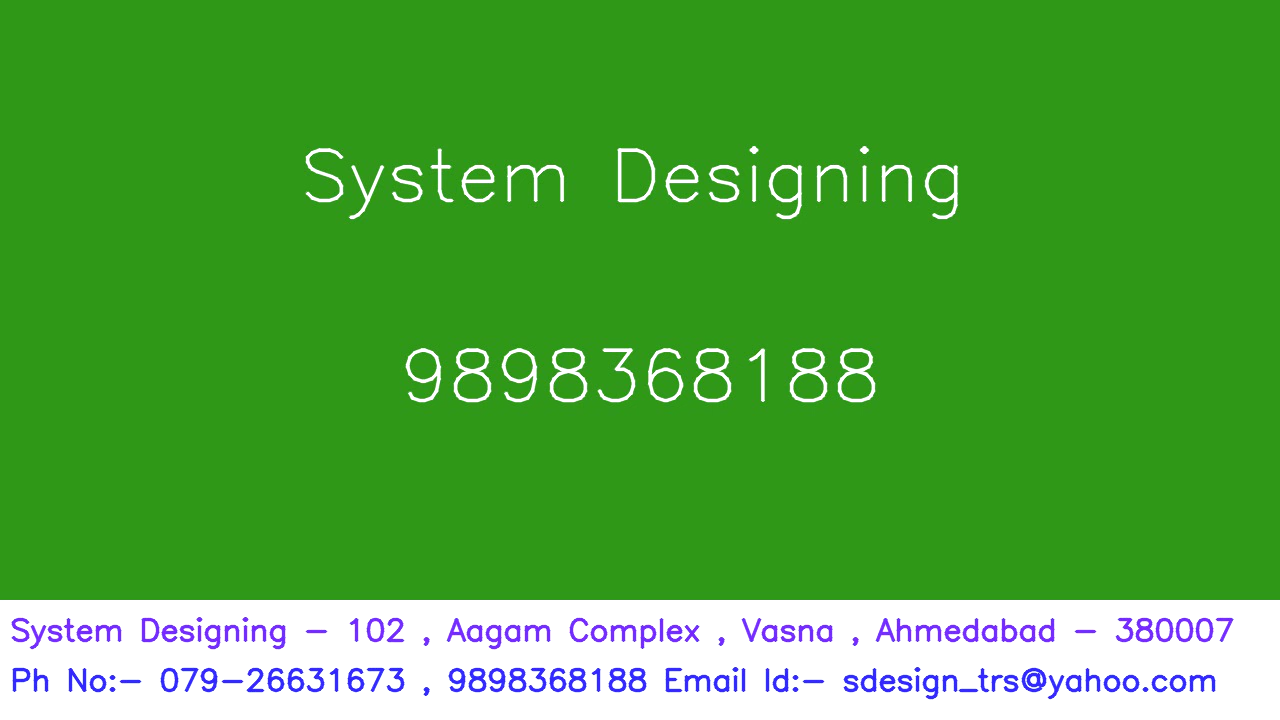 System Designing
9898368188
System Designing - 102 , Aagam Complex , Vasna , Ahmedabad - 380007
Ph No:- 079-26631673 , 9898368188 Email Id:- sdesign_trs@yahoo.com